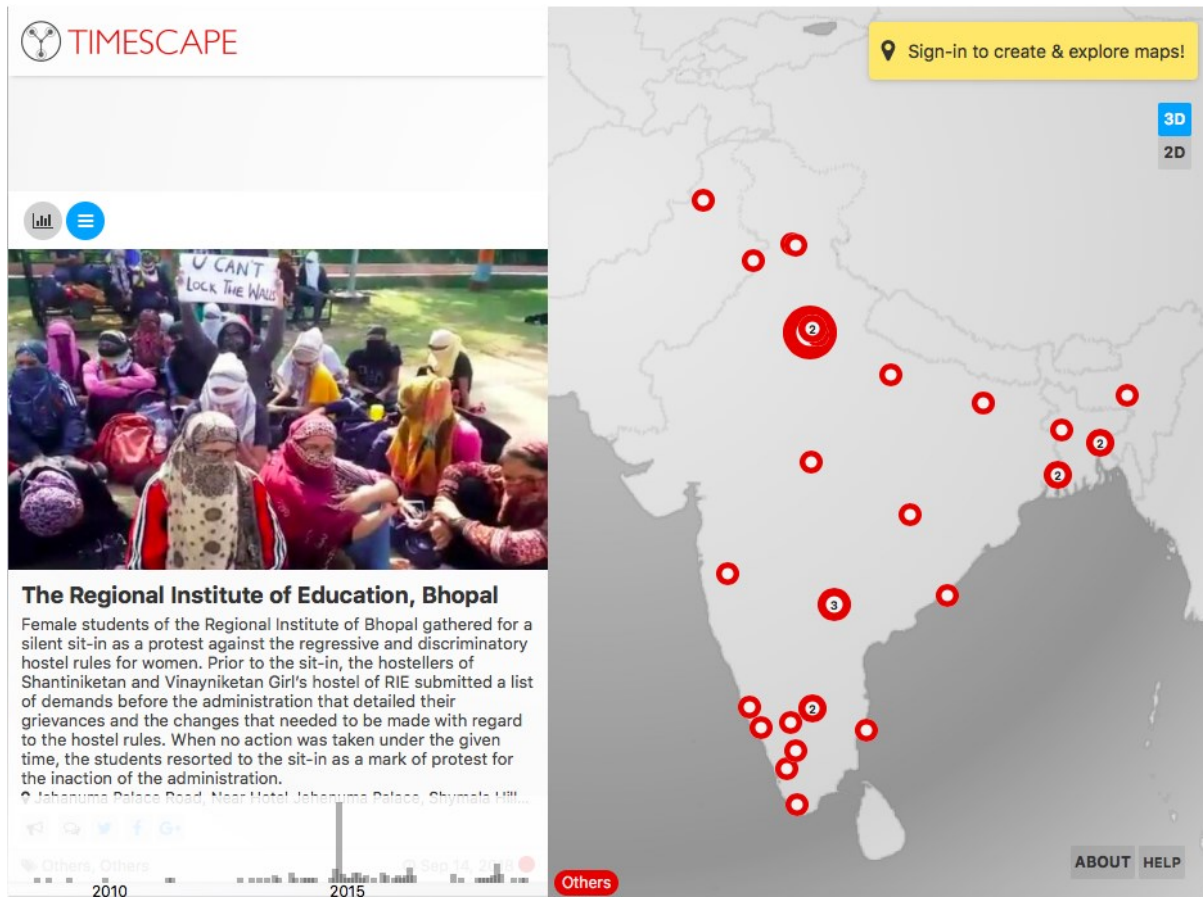 TIMESCAPE
Sign-in to create & explore maps!
3D
2D
U CAN'T
LOCK THE WALLS
The Regional Institute of Education, Bhopal
Female students of the Regional Institute of Bhopal gathered for a
silent sit-in as a protest against the regressive and discriminatory
hostel rules for women. Prior to the sit-in, the hostellers of
Shantiniketan and Vinayniketan Girl's hostel of RIE submitted a list
of demands before the administration that detailed their
grievances and the changes that needed to be made with regard
to the hostel rules. When no action was taken under the given
time, the students resorted to the sit-in as a mark of protest for
the inaction of the administration.
Jahanuma Palace Road, Near Hotel Jehenuma Palace, Shymala Hill...
Others, Others
Sep 14, 2018
2010
2015
2
2
2
3
2
Others
ABOUT
HELP